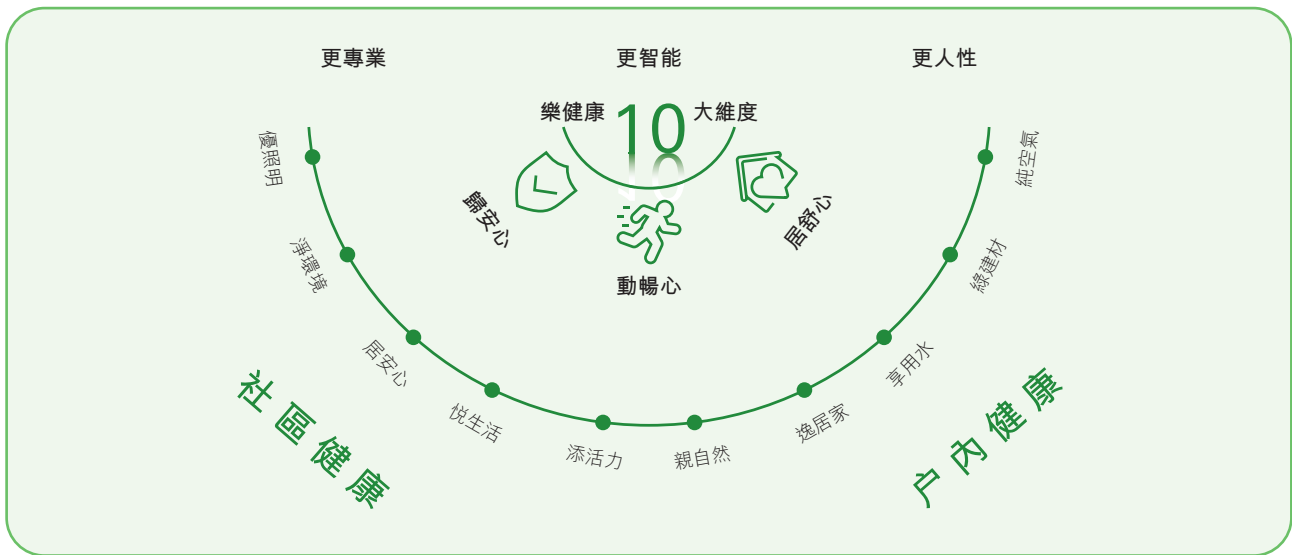 更專業
更智能
更人性
樂健康
10
大維度
歸安心
動暢心
居舒心
優照明
淨環境
居安心
悦生活
添活力
親自然
逸居家
享用水
綠建材
純空氣
社區健康
户內健康